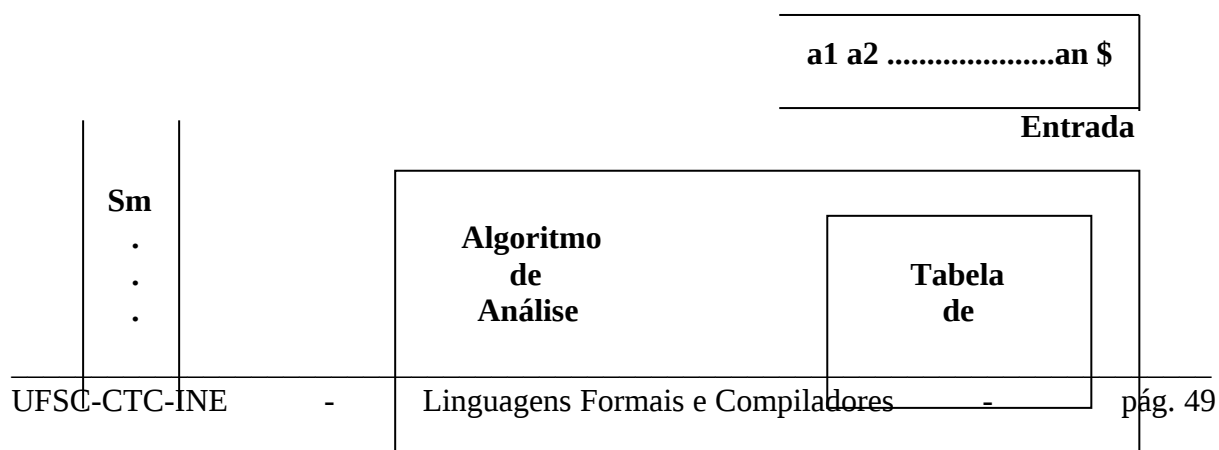 a1 a2 .....................an $
Entrada
Sm
.
.
.
Algoritmo
de
Análise
Tabela
de
UFSC-CTC-INE - Linguagens Formais e Compiladores - pág. 49